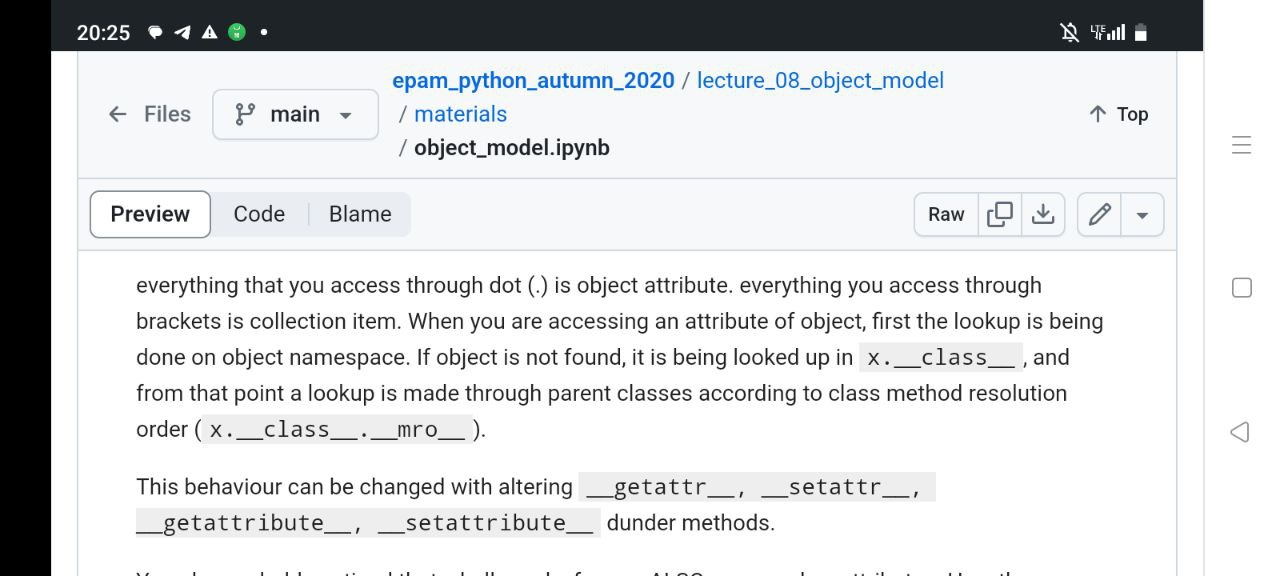 20:25
LTE
epam_python_autumn_2020 / lecture_08_object_model
Files
main
/ materials
Top
/ object_model.ipynb
Preview Code Blame
Raw
everything that you access through dot (.) is object attribute. everything you access through
brackets is collection item. When you are accessing an attribute of object, first the lookup is being
done on object namespace. If object is not found, it is being looked up in x.__class__ , and
from that point a lookup is made through parent classes according to class method resolution
order ( x.__class__.__mro__ ).
This behaviour can be changed with altering __getattr__, __setattr__,
__getattribute__, __setattribute__ dunder methods.